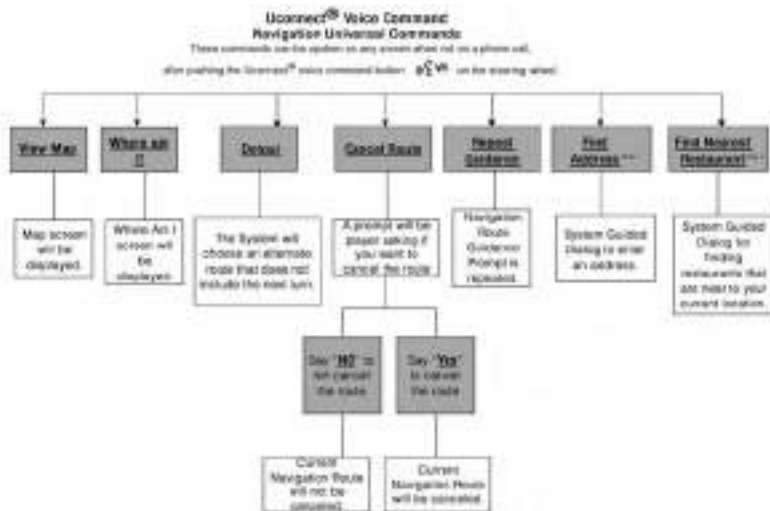 Uconnect® Voice Command
Navigation Universal Commands
These commands can be spoken on any screen when not on a phone call,
after pushing the Uconnect® voice command button VR on the steering wheel.
View Map
Where am
I?
Detour
Cancel Route
Repeat
Guidance
Find
Address
Find Nearest
Restaurant
Map screen
will be
displayed.
Where Am I
screen will
be
displayed.
The System will
choose an alternate
route that does not
include the next turn.
A prompt will be
played asking if
you want to
cancel the route
Navigation
Route
Guidance
Prompt is
repeated.
System Guided
Dialog to enter
an address.
System Guided
Dialog for
finding
restaurants that
are near to your
current location.
Say "NO" to
not cancel
the route
Say "Yes"
to cancel
the route
Current
Navigation Route
will not be
canceled.
Current
Navigation Route
will be canceled.